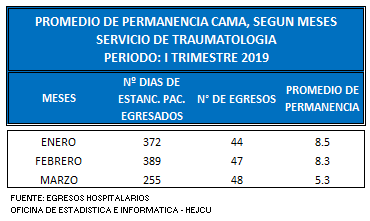 PROMEDIO DE PERMANENCIA CAMA, SEGUN MESES
SERVICIO DE TRAUMATOLOGIA
PERIODO: I TRIMESTRE 2019
MESES Nº DIAS DE ESTANC. PAC. EGRESADOS N° DE EGRESOS PROMEDIO DE PERMANENCIA
ENERO 372 44 8.5
FEBRERO 389 47 8.3
MARZO 255 48 5.3
FUENTE: EGRESOS HOSPITALARIOS
OFICINA DE ESTADISTICA E INFORMATICA - HEJCU